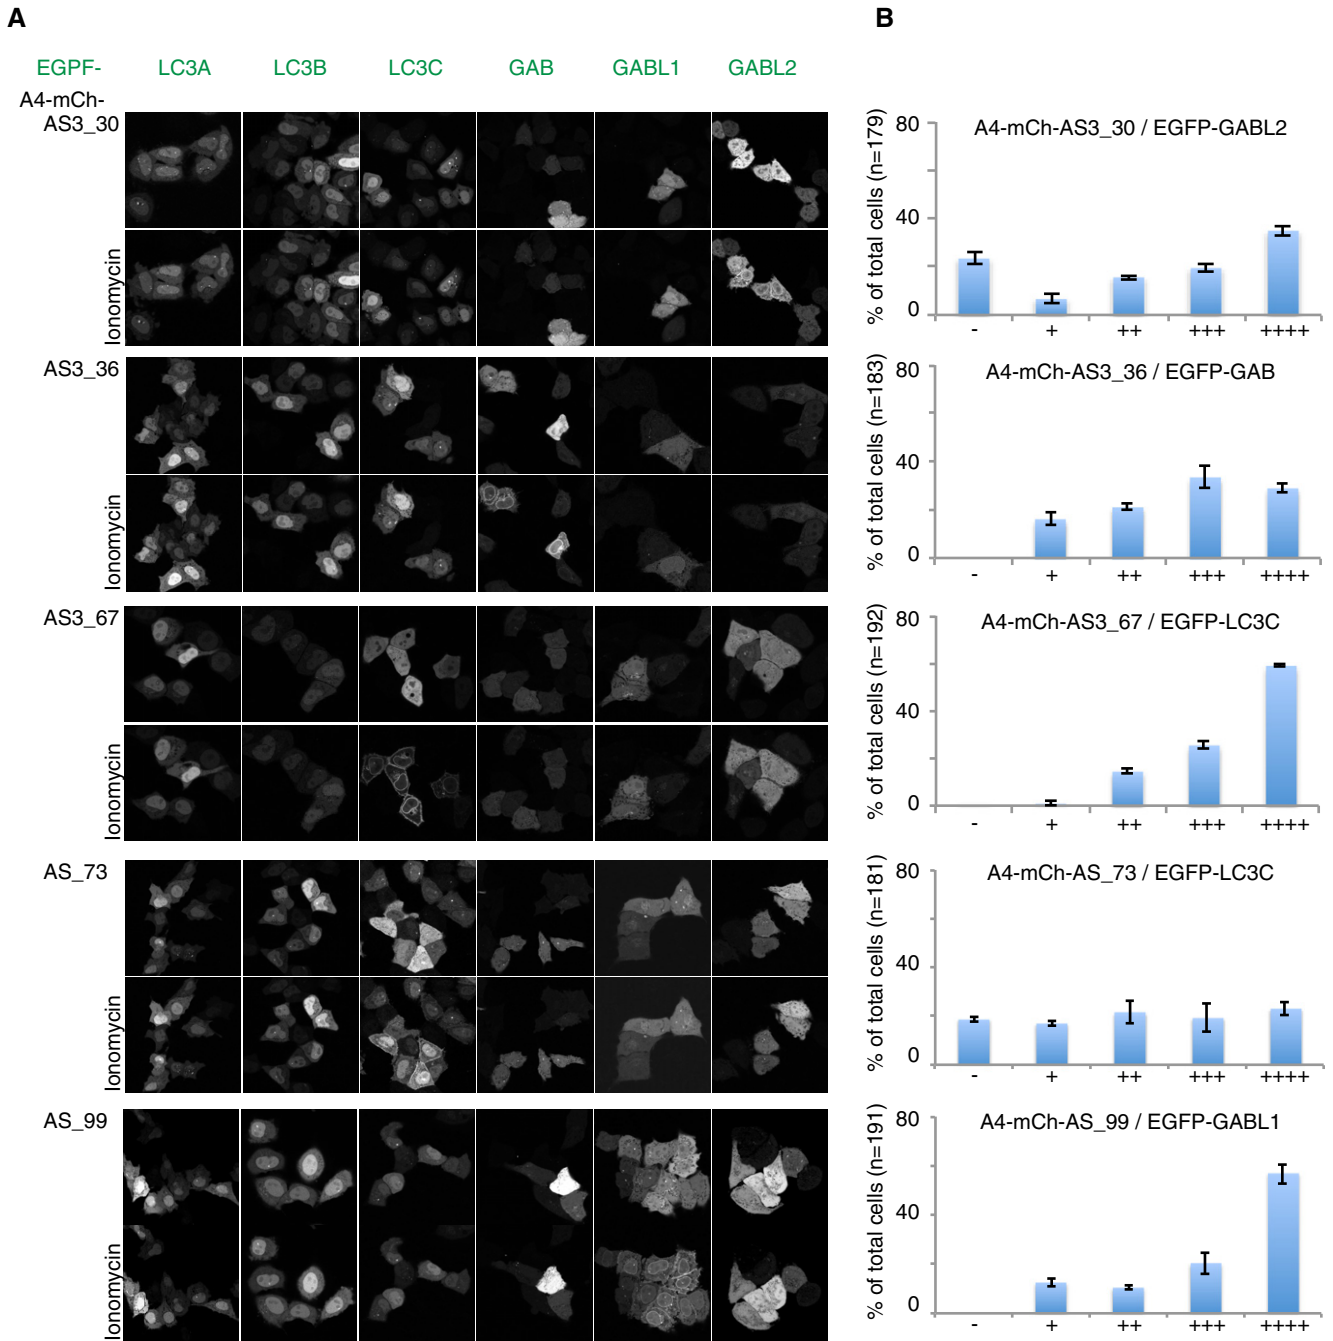 A
B
EGPF-
LC3A
LC3B
LC3C
GAB
GABL1
GABL2
A4-mCh-
AS3_30
Ionomycin
AS3_36
Ionomycin
AS3_67
Ionomycin
AS_73
Ionomycin
AS_99
Ionomycin
A4-mCh-AS3_30 / EGFP-GABL2
% of total cells (n=179)
80
40
0
- + ++ +++ ++++
A4-mCh-AS3_36 / EGFP-GAB
% of total cells (n=183)
80
40
0
- + ++ +++ ++++
A4-mCh-AS3_67 / EGFP-LC3C
% of total cells (n=192)
80
40
0
- + ++ +++ ++++
A4-mCh-AS_73 / EGFP-LC3C
% of total cells (n=181)
80
40
0
- + ++ +++ ++++
A4-mCh-AS_99 / EGFP-GABL1
% of total cells (n=191)
80
40
0
- + ++ +++ ++++